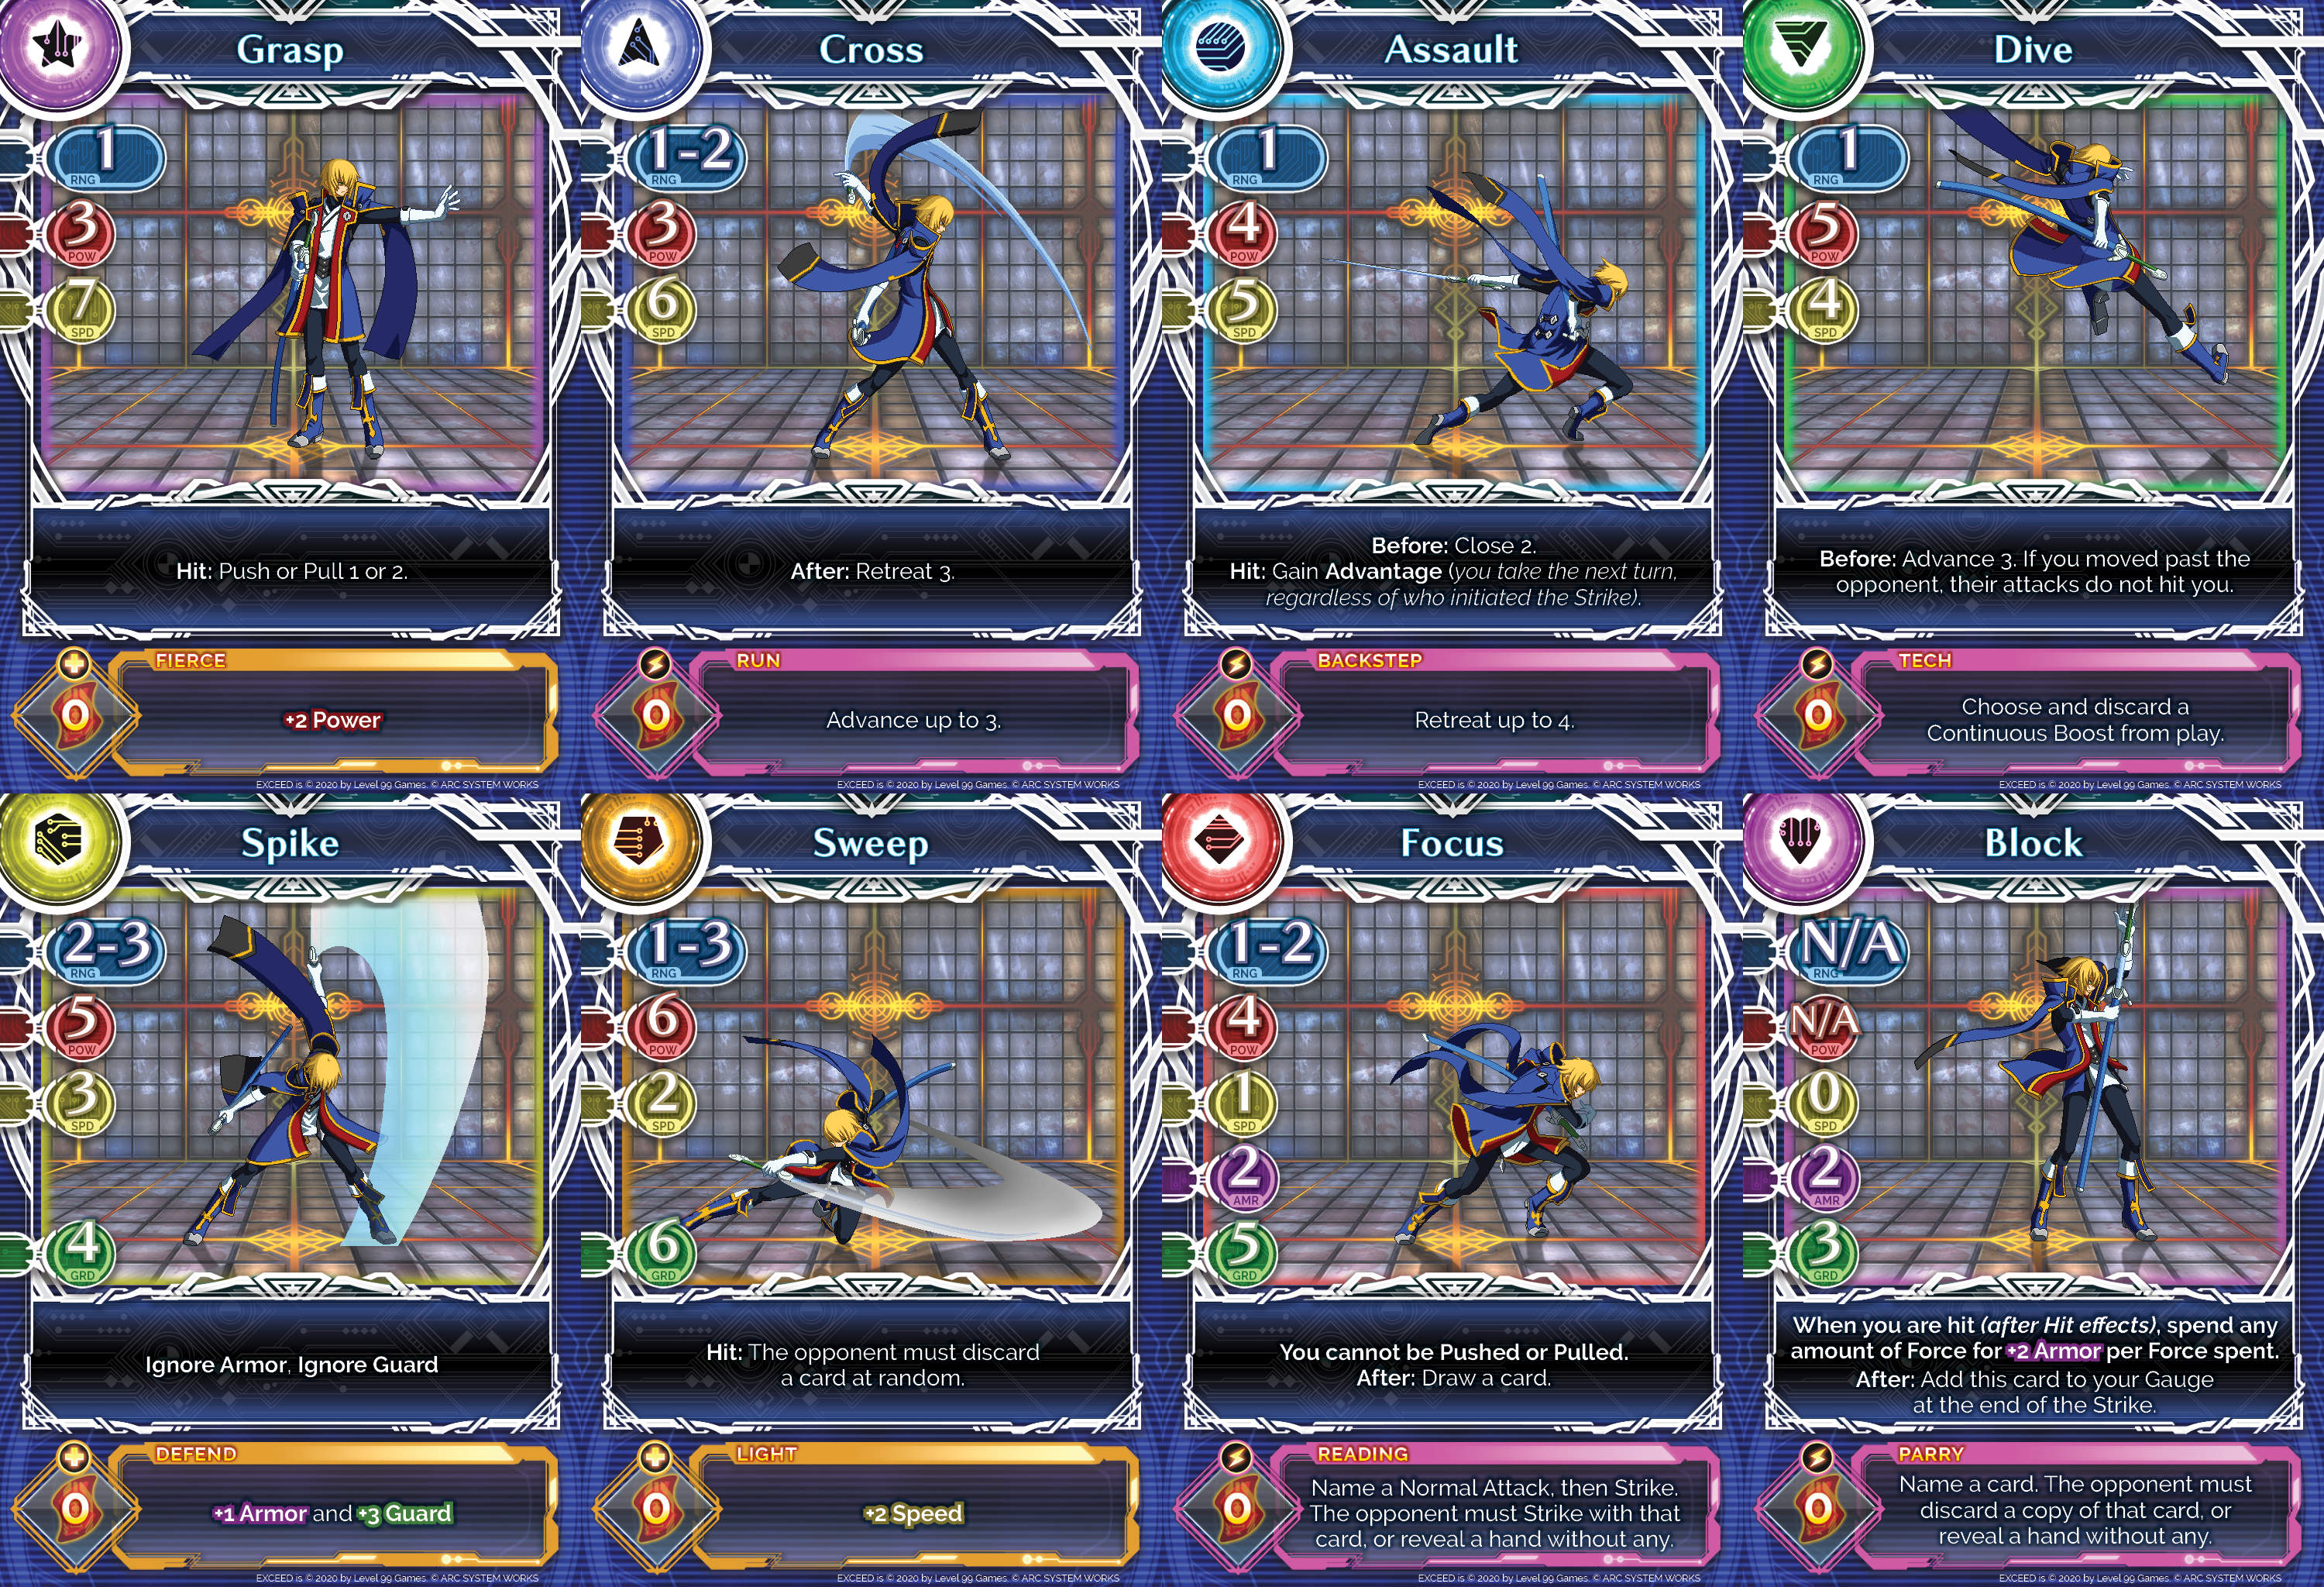 Grasp
1
RNG
3
POW
7
SPD
Hit: Push or Pull 1 or 2.
FIERCE
0
+2 Power
EXCEED is © 2020 by Level 99 Games. © ARC SYSTEM WORKS
Cross
1-2
RNG
3
POW
6
SPD
After: Retreat 3.
RUN
0
Advance up to 3.
EXCEED is © 2020 by Level 99 Games. © ARC SYSTEM WORKS
Assault
1
RNG
4
POW
5
SPD
Before: Close 2.
Hit: Gain Advantage (you take the next turn,
regardless of who initiated the Strike).
BACKSTEP
0
Retreat up to 4.
EXCEED is © 2020 by Level 99 Games. © ARC SYSTEM WORKS
Dive
1
RNG
5
POW
4
SPD
Before: Advance 3. If you moved past the
opponent, their attacks do not hit you.
TECH
0
Choose and discard a
Continuous Boost from play.
EXCEED is © 2020 by Level 99 Games. © ARC SYSTEM WORKS
Spike
2-3
RNG
5
POW
3
SPD
4
GRD
Ignore Armor, Ignore Guard
DEFEND
0
+1 Armor and +3 Guard
EXCEED is © 2020 by Level 99 Games. © ARC SYSTEM WORKS
Sweep
1-3
RNG
6
POW
2
SPD
6
GRD
Hit: The opponent must discard
a card at random.
LIGHT
0
+2 Speed
EXCEED is © 2020 by Level 99 Games. © ARC SYSTEM WORKS
Focus
1-2
RNG
4
POW
1
SPD
2
AMR
5
GRD
You cannot be Pushed or Pulled.
After: Draw a card.
READING
0
Name a Normal Attack, then Strike.
The opponent must Strike with that
card, or reveal a hand without any.
EXCEED is © 2020 by Level 99 Games. © ARC SYSTEM WORKS
Block
N/A
RNG
N/A
POW
0
SPD
2
AMR
3
GRD
When you are hit (after Hit effects), spend any
amount of Force for +2 Armor per Force spent.
After: Add this card to your Gauge
at the end of the Strike.
PARRY
0
Name a card. The opponent must
discard a copy of that card, or
reveal a hand without any.
EXCEED is © 2020 by Level 99 Games. © ARC SYSTEM WORKS